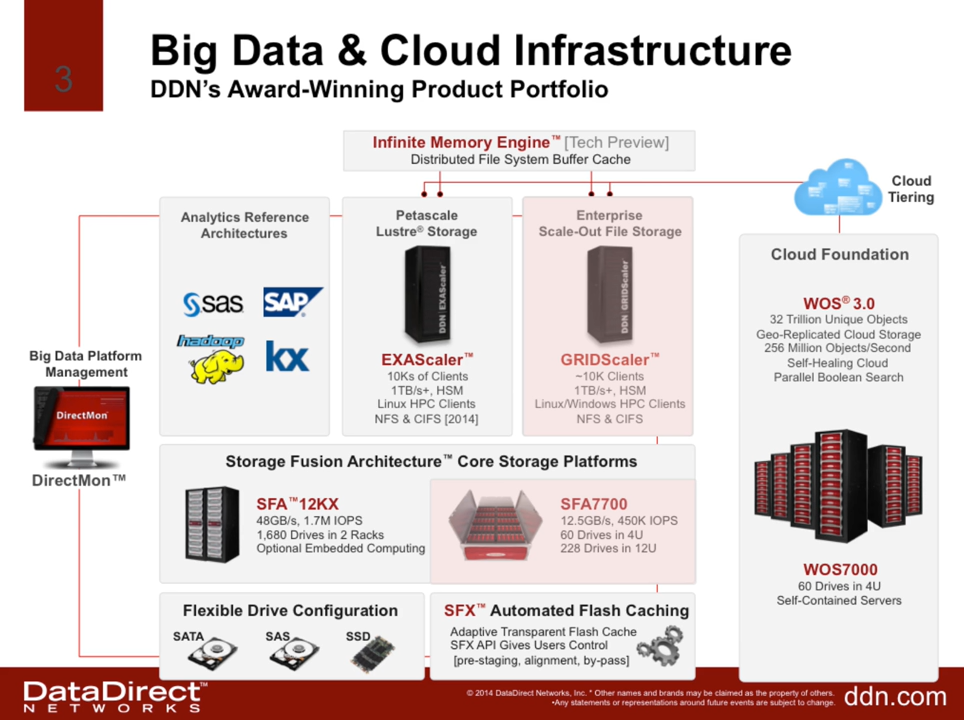 3
Big Data & Cloud Infrastructure
DDN's Award-Winning Product Portfolio
Infinite Memory Engine™ [Tech Preview]
Distributed File System Buffer Cache
Cloud
Tiering
Analytics Reference
Architectures
sas
SAP
hadoop
kx
Petascale
Lustre® Storage
DDN EXAScaler
EXAScaler™
10Ks of Clients
1TB/s+, HSM
Linux HPC Clients
NFS & CIFS [2014]
Enterprise
Scale-Out File Storage
DDN GRIDScaler
GRIDScaler™
~10K Clients
1TB/s+, HSM
Linux/Windows HPC Clients
NFS & CIFS
Cloud Foundation
WOS® 3.0
32 Trillion Unique Objects
Geo-Replicated Cloud Storage
256 Million Objects/Second
Self-Healing Cloud
Parallel Boolean Search
WOS7000
60 Drives in 4U
Self-Contained Servers
Big Data Platform
Management
DirectMon
DirectMon™
Storage Fusion Architecture™ Core Storage Platforms
SFA™12KX
48GB/s, 1.7M IOPS
1,680 Drives in 2 Racks
Optional Embedded Computing
SFA7700
12.5GB/s, 450K IOPS
60 Drives in 4U
228 Drives in 12U
Flexible Drive Configuration
SATA
SAS
SSD
SFX™ Automated Flash Caching
Adaptive Transparent Flash Cache
SFX API Gives Users Control
[pre-staging, alignment, by-pass]
DataDirect™
NETWORKS
© 2014 DataDirect Networks, Inc. * Other names and brands may be claimed as the property of others.
•Any statements or representations around future events are subject to change.
ddn.com